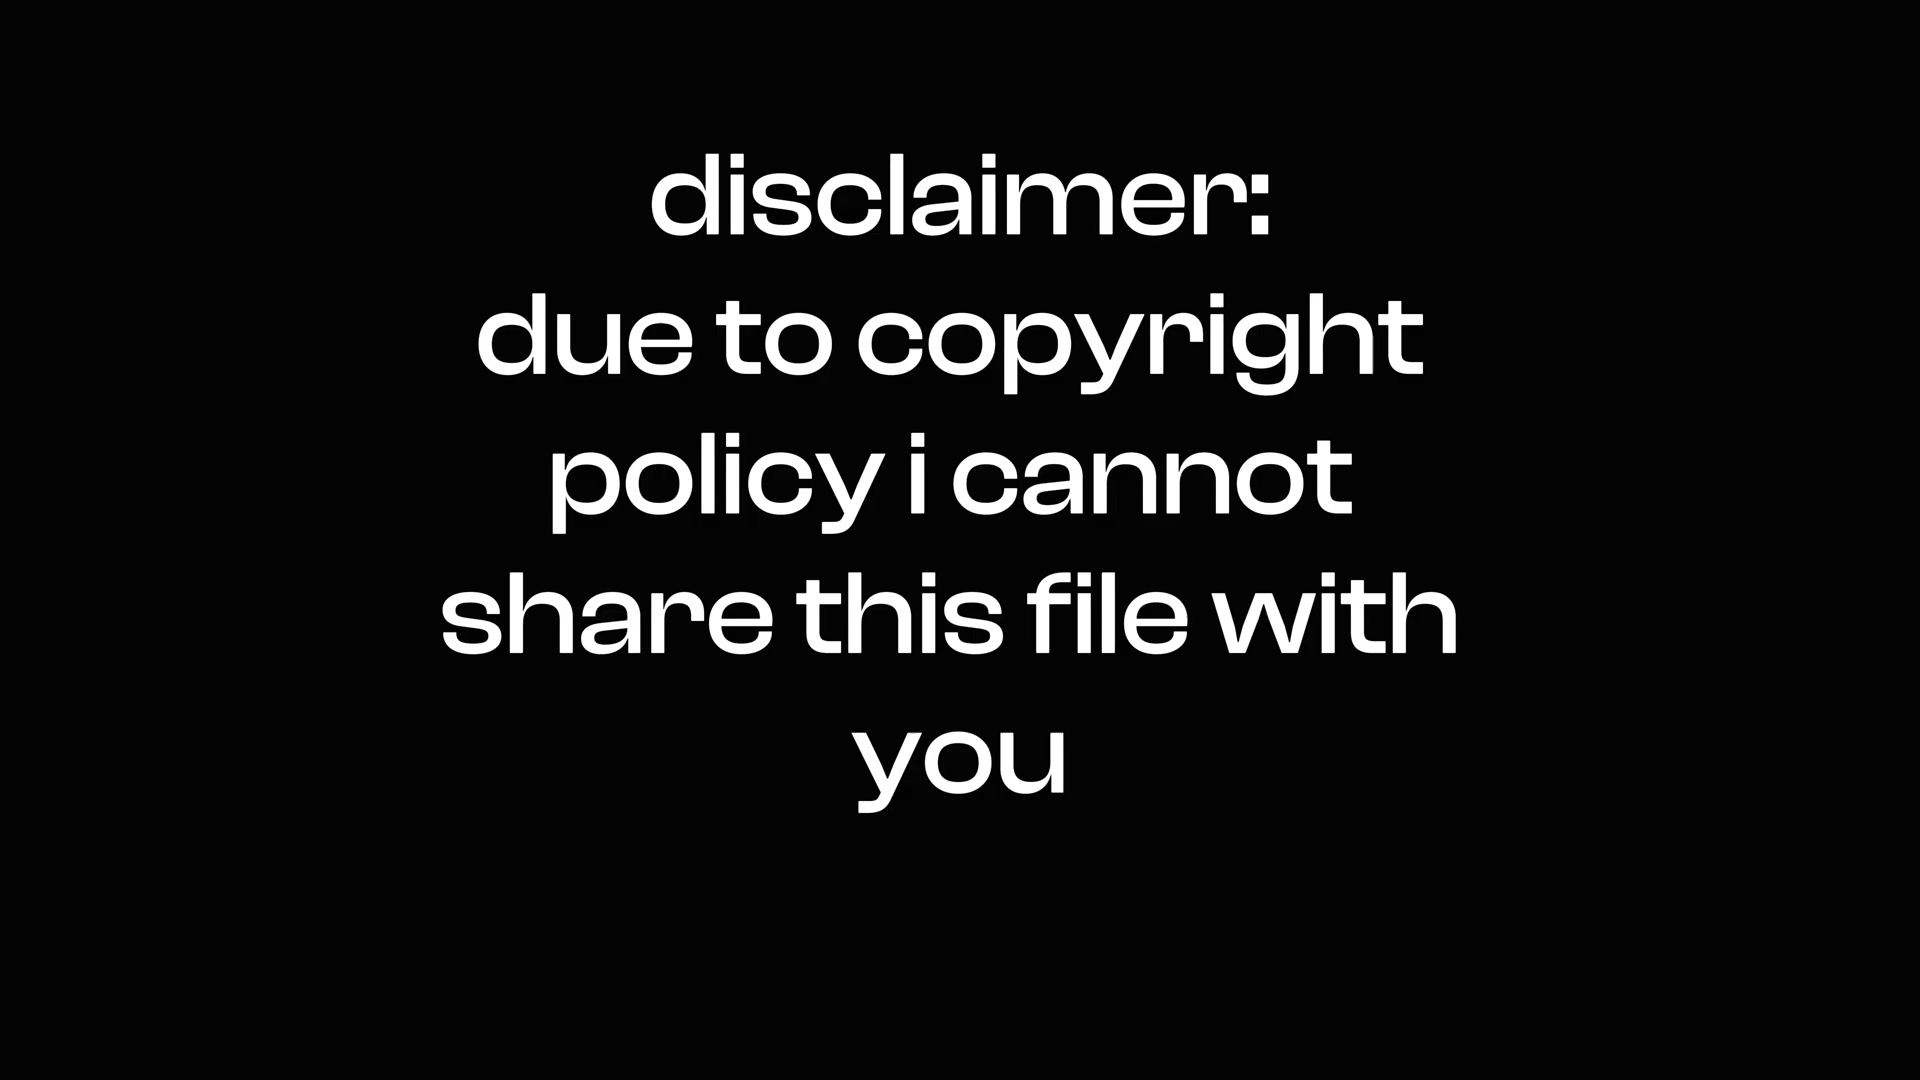 disclaimer:
due to copyright
policy i cannot
share this file with
you